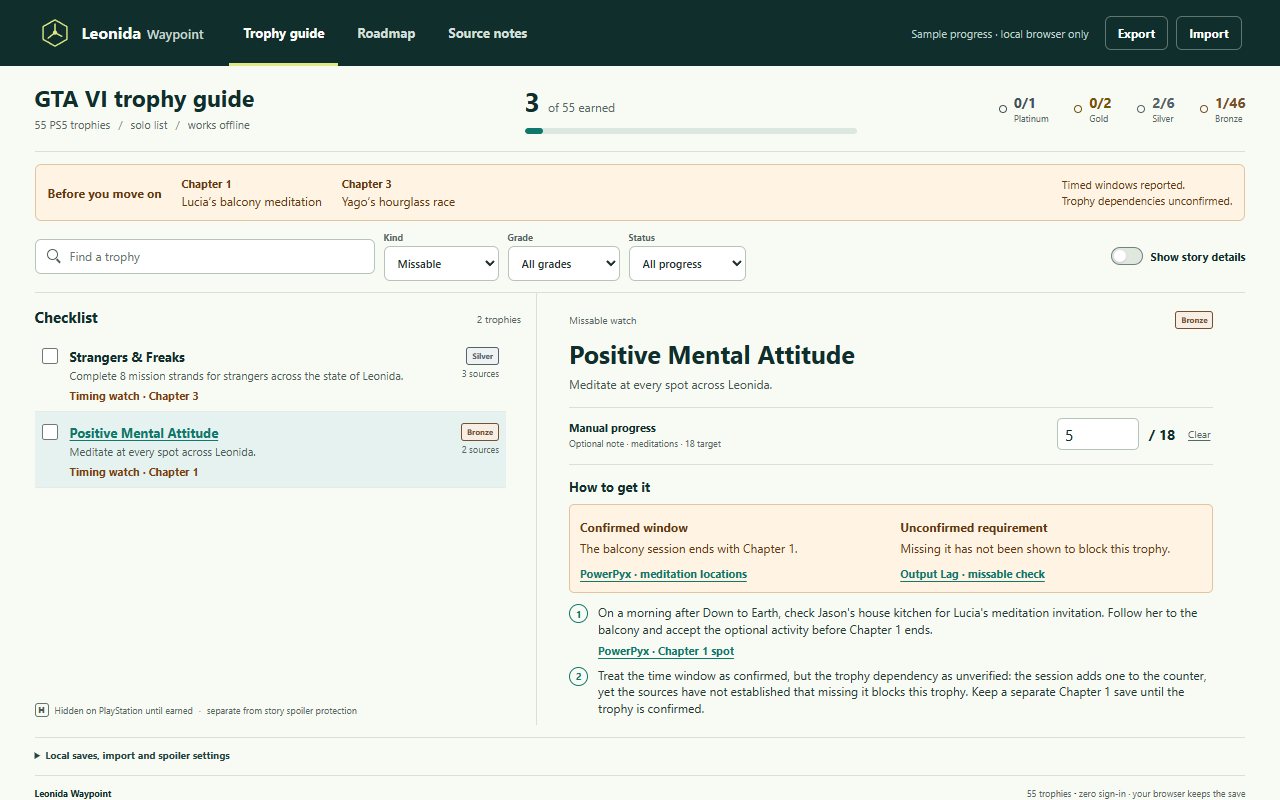 Leonida Waypoint
Trophy guide
Roadmap
Source notes
Sample progress · local browser only
Export
Import
GTA VI trophy guide
55 PS5 trophies / solo list / works offline
3 of 55 earned
0/1
Platinum
0/2
Gold
2/6
Silver
1/46
Bronze
Before you move on
Chapter 1
Lucia’s balcony meditation
Chapter 3
Yago’s hourglass race
Timed windows reported.
Trophy dependencies unconfirmed.
Find a trophy
Kind
Missable
Grade
All grades
Status
All progress
Show story details
Checklist
2 trophies
Strangers & Freaks
Silver
Complete 8 mission strands for strangers across the state of Leonida.
3 sources
Timing watch · Chapter 3
Positive Mental Attitude
Bronze
Meditate at every spot across Leonida.
2 sources
Timing watch · Chapter 1
H Hidden on PlayStation until earned · separate from story spoiler protection
Missable watch
Bronze
Positive Mental Attitude
Meditate at every spot across Leonida.
Manual progress
Optional note · meditations · 18 target
5 / 18 Clear
How to get it
Confirmed window
The balcony session ends with Chapter 1.
PowerPyx · meditation locations
Unconfirmed requirement
Missing it has not been shown to block this trophy.
Output Lag · missable check
1 On a morning after Down to Earth, check Jason's house kitchen for Lucia's meditation invitation. Follow her to the
balcony and accept the optional activity before Chapter 1 ends.
PowerPyx · Chapter 1 spot
2 Treat the time window as confirmed, but the trophy dependency as unverified: the session adds one to the counter,
yet the sources have not established that missing it blocks this trophy. Keep a separate Chapter 1 save until the
trophy is confirmed.
Local saves, import and spoiler settings
Leonida Waypoint
55 trophies · zero sign-in · your browser keeps the save